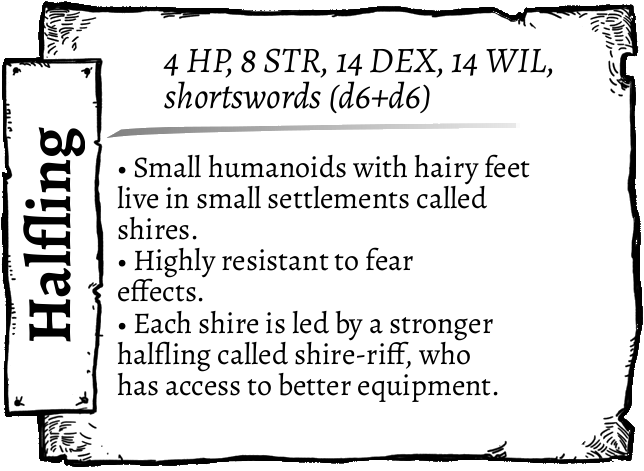 Halfling
4 HP, 8 STR, 14 DEX, 14 WIL,
shortswords (d6+d6)
• Small humanoids with hairy feet
live in small settlements called
shires.
• Highly resistant to fear
effects.
• Each shire is led by a stronger
halfling called shire-riff, who
has access to better equipment.